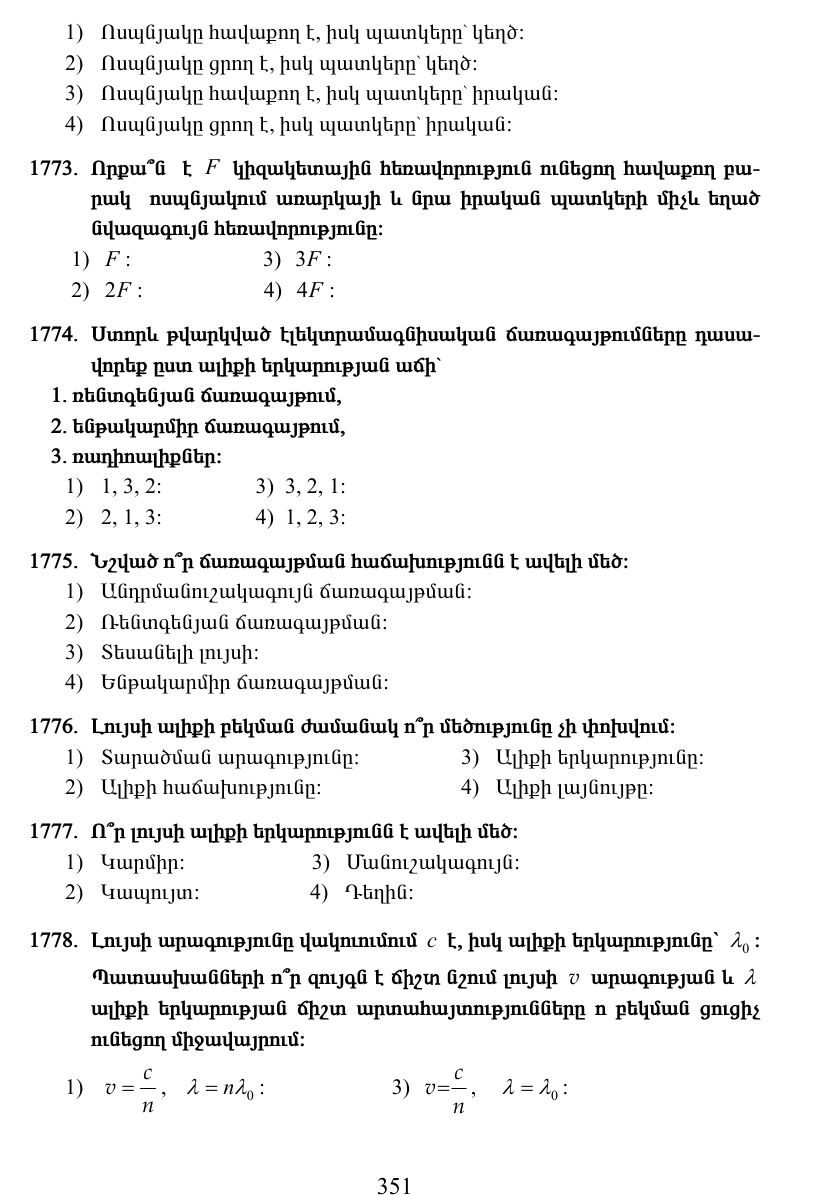 1) Ոսպնյակը հավաքող է, իսկ պատկերը՝ կեղծ:
2) Ոսպնյակը ցրող է, իսկ պատկերը՝ կեղծ:
3) Ոսպնյակը հավաքող է, իսկ պատկերը՝ իրական:
4) Ոսպնյակը ցրող է, իսկ պատկերը՝ իրական:
1773. Որքա՞ն է F կիզակետային հեռավորություն ունեցող հավաքող բա-
րակ ոսպնյակում առարկայի և նրա իրական պատկերի միջև եղած
նվազագույն հեռավորությունը:
1) F : 3) 3F :
2) 2F : 4) 4F :
1774. Ստորև թվարկված էլեկտրամագնիսական ճառագայթումները դասա-
վորեք ըստ ալիքի երկարության աճի՝
1. ռենտգենյան ճառագայթում,
2. ենթակարմիր ճառագայթում,
3. ռադիոալիքներ:
1) 1, 3, 2: 3) 3, 2, 1:
2) 2, 1, 3: 4) 1, 2, 3:
1775. Նշված ո՞ր ճառագայթման հաճախությունն է ավելի մեծ:
1) Անդրմանուշակագույն ճառագայթման:
2) Ռենտգենյան ճառագայթման:
3) Տեսանելի լույսի:
4) Ենթակարմիր ճառագայթման:
1776. Լույսի ալիքի բեկման ժամանակ ո՞ր մեծությունը չի փոխվում:
1) Տարածման արագությունը: 3) Ալիքի երկարությունը:
2) Ալիքի հաճախությունը: 4) Ալիքի լայնույթը:
1777. Ո՞ր լույսի ալիքի երկարությունն է ավելի մեծ:
1) Կարմիր: 3) Մանուշակագույն:
2) Կապույտ: 4) Դեղին:
1778. Լույսի արագությունը վակուումում c է, իսկ ալիքի երկարությունը՝ λ₀ :
Պատասխանների ո՞ր զույգն է ճիշտ նշում լույսի υ արագության և λ
ալիքի երկարության ճիշտ արտահայտությունները n բեկման ցուցիչ
ունեցող միջավայրում:
1) υ = c/n , λ = nλ₀ : 3) υ= c/n , λ = λ₀ :
351